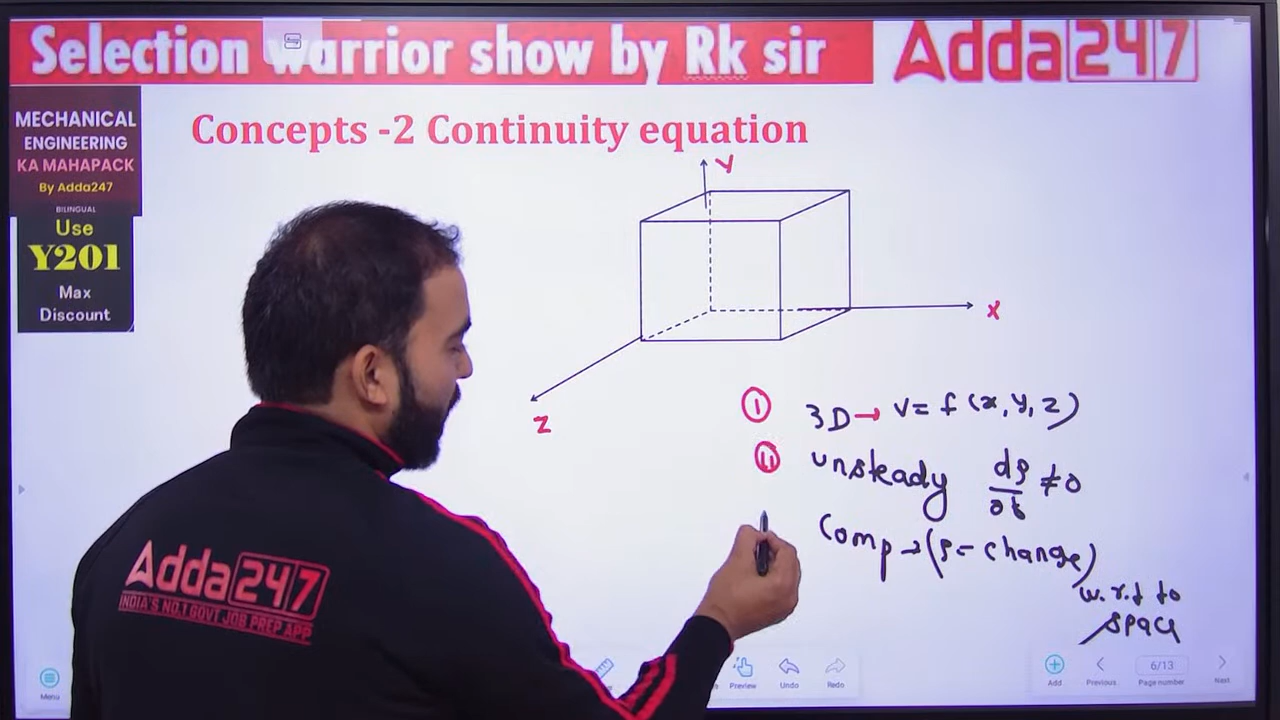 Selection warrior show by Rk sir
Adda247
MECHANICAL
ENGINEERING
KA MAHAPACK
By Adda247
BILINGUAL
Use
Y201
Max
Discount
Concepts -2 Continuity equation
Y
X
Z
① 3D → V = f (x, y, z)
② unsteady dρ/∂t ≠ 0
Comp → (ρ - change)
w.r.t to
space
Adda247
INDIA'S NO.1 GOVT JOB PREP APP
Menu
Preview
Undo
Redo
Add
Previous
6/13
Page number
Next